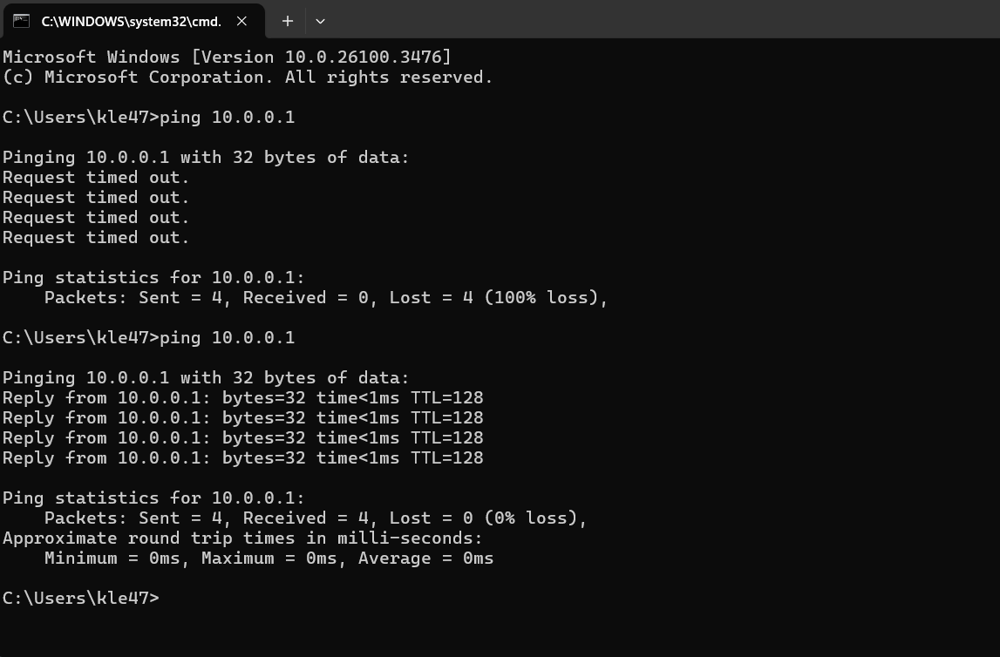 C:\WINDOWS\system32\cmd.
Microsoft Windows [Version 10.0.26100.3476]
(c) Microsoft Corporation. All rights reserved.
C:\Users\kle47>ping 10.0.0.1
Pinging 10.0.0.1 with 32 bytes of data:
Request timed out.
Request timed out.
Request timed out.
Request timed out.
Ping statistics for 10.0.0.1:
    Packets: Sent = 4, Received = 0, Lost = 4 (100% loss),
C:\Users\kle47>ping 10.0.0.1
Pinging 10.0.0.1 with 32 bytes of data:
Reply from 10.0.0.1: bytes=32 time<1ms TTL=128
Reply from 10.0.0.1: bytes=32 time<1ms TTL=128
Reply from 10.0.0.1: bytes=32 time<1ms TTL=128
Reply from 10.0.0.1: bytes=32 time<1ms TTL=128
Ping statistics for 10.0.0.1:
    Packets: Sent = 4, Received = 4, Lost = 0 (0% loss),
Approximate round trip times in milli-seconds:
    Minimum = 0ms, Maximum = 0ms, Average = 0ms
C:\Users\kle47>